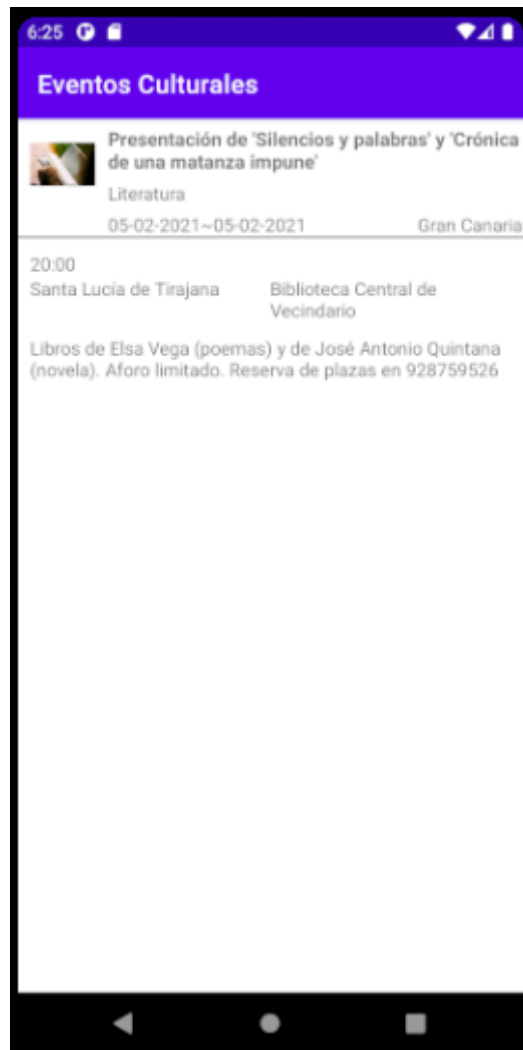 6:25
Eventos Culturales
Presentación de 'Silencios y palabras' y 'Crónica
de una matanza impune'
Literatura
05-02-2021~05-02-2021 Gran Canaria
20:00
Santa Lucía de Tirajana Biblioteca Central de
Vecindario
Libros de Elsa Vega (poemas) y de José Antonio Quintana
(novela). Aforo limitado. Reserva de plazas en 928759526